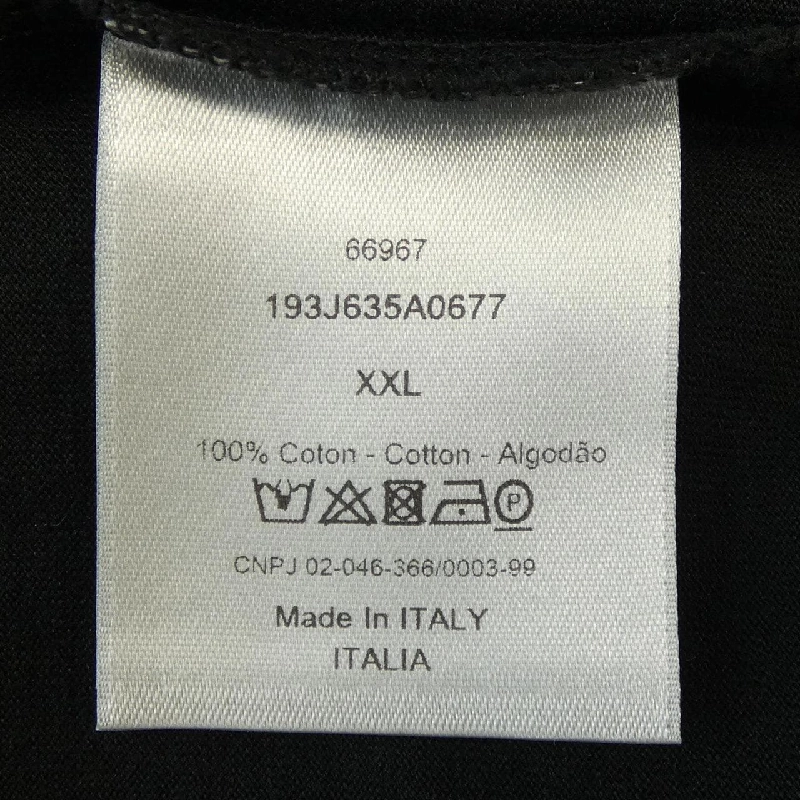 66967
193J635A0677
XXL
100% Coton - Cotton - Algodão
P
CNPJ 02-046-366/0003-99
Made In ITALY
ITALIA